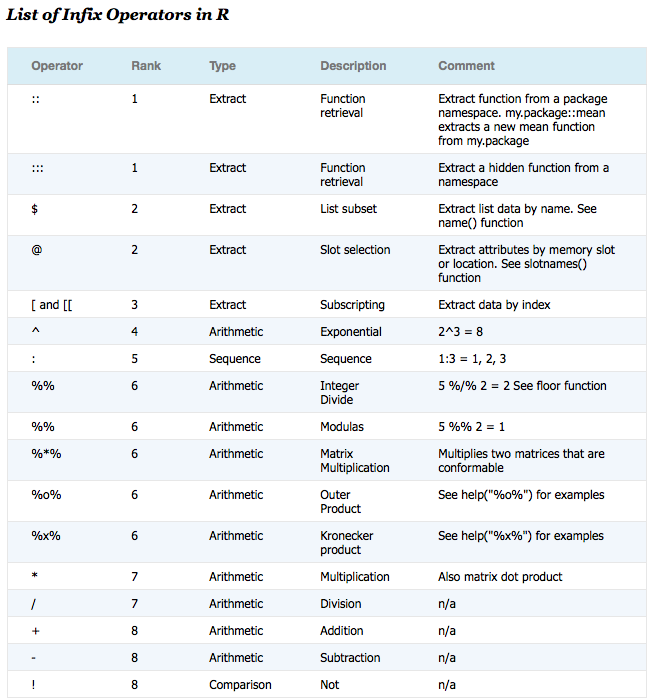 List of Infix Operators in R
Operator Rank Type Description Comment
:: 1 Extract Function retrieval Extract function from a package namespace. my.package::mean extracts a new mean function from my.package
::: 1 Extract Function retrieval Extract a hidden function from a namespace
$ 2 Extract List subset Extract list data by name. See name() function
@ 2 Extract Slot selection Extract attributes by memory slot or location. See slotnames() function
[ and [[ 3 Extract Subscripting Extract data by index
^ 4 Arithmetic Exponential 2^3 = 8
: 5 Sequence Sequence 1:3 = 1, 2, 3
%% 6 Arithmetic Integer Divide 5 %/% 2 = 2 See floor function
%% 6 Arithmetic Modulas 5 %% 2 = 1
%*% 6 Arithmetic Matrix Multiplication Multiplies two matrices that are conformable
%o% 6 Arithmetic Outer Product See help("%o%") for examples
%x% 6 Arithmetic Kronecker product See help("%x%") for examples
* 7 Arithmetic Multiplication Also matrix dot product
/ 7 Arithmetic Division n/a
+ 8 Arithmetic Addition n/a
- 8 Arithmetic Subtraction n/a
! 8 Comparison Not n/a